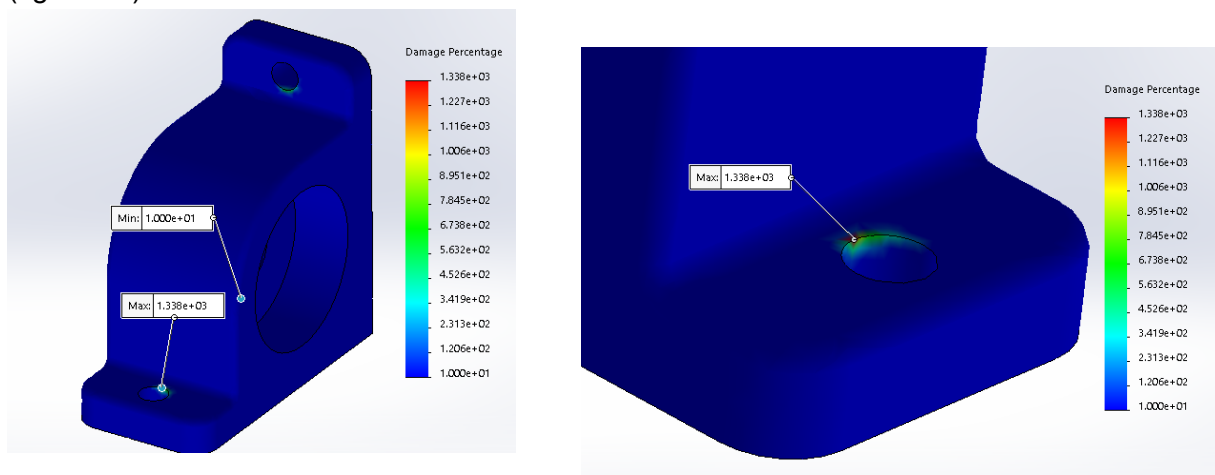 Damage Percentage
1.338e+03
1.227e+03
1.116e+03
1.006e+03
8.951e+02
7.845e+02
6.738e+02
5.632e+02
4.526e+02
3.419e+02
2.313e+02
1.206e+02
1.000e+01
Min: 1.000e+01
Max: 1.338e+03
Damage Percentage
1.338e+03
1.227e+03
1.116e+03
1.006e+03
8.951e+02
7.845e+02
6.738e+02
5.632e+02
4.526e+02
3.419e+02
2.313e+02
1.206e+02
1.000e+01
Max: 1.338e+03